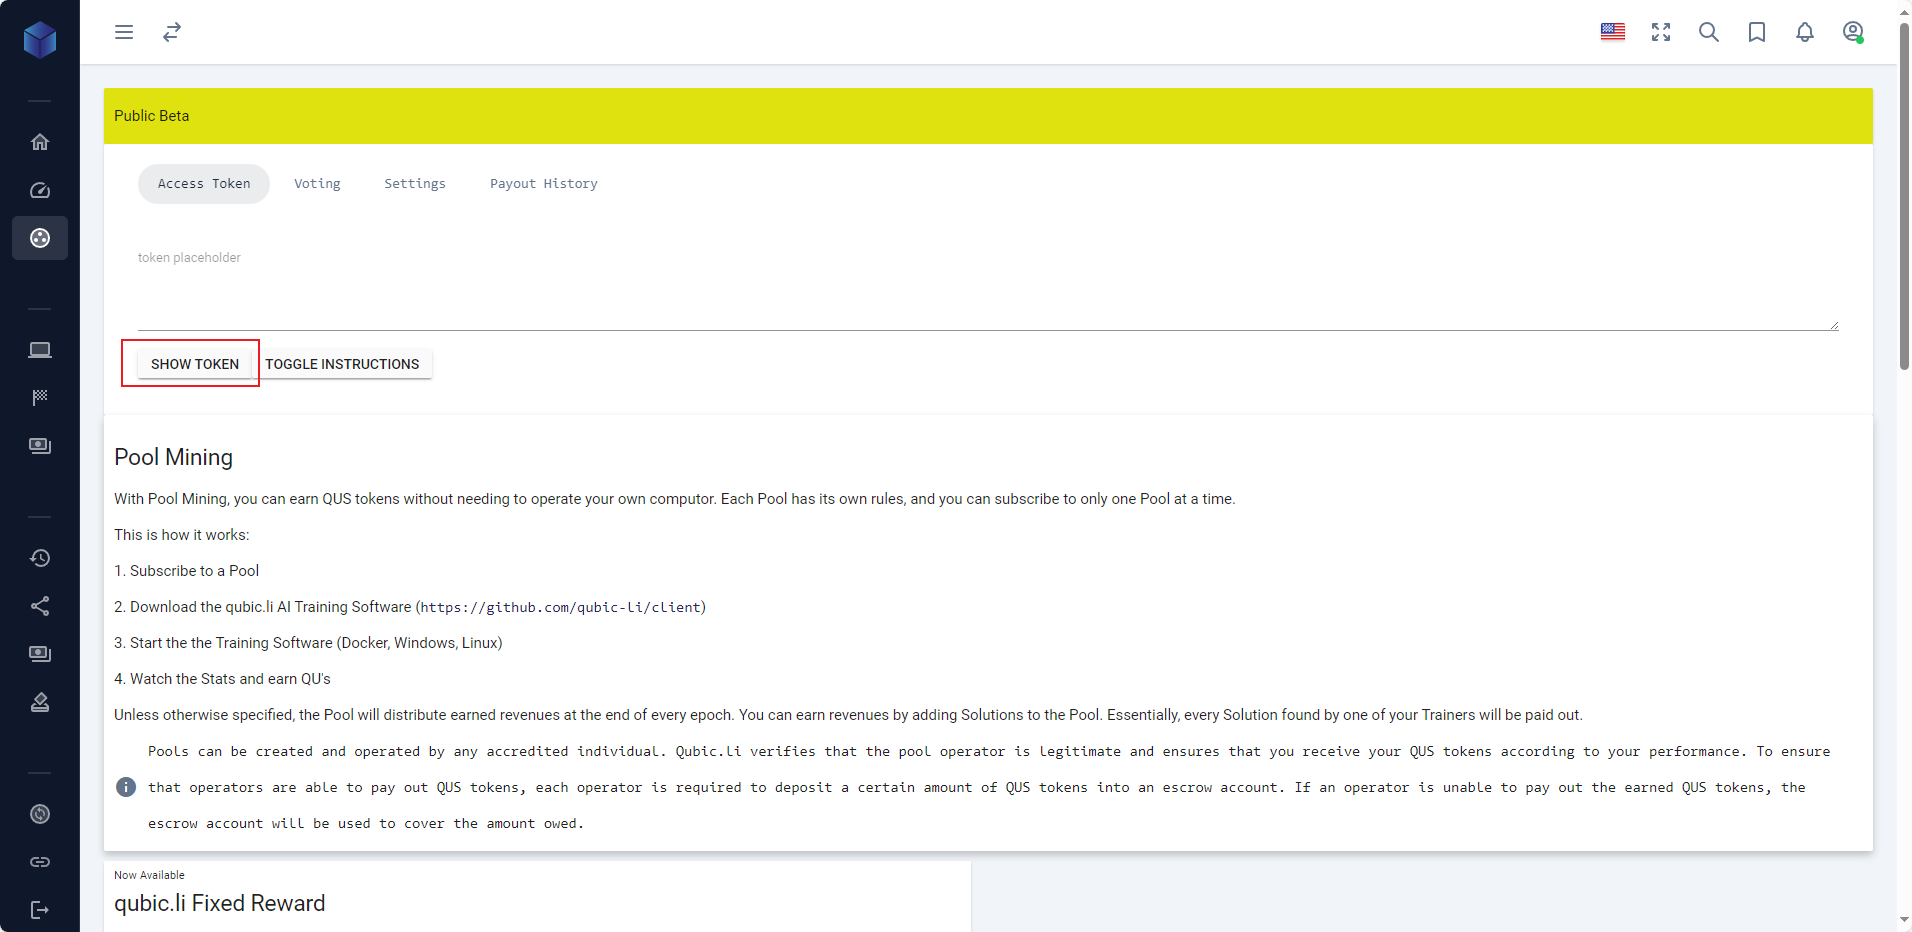 Public Beta
Access Token Voting Settings Payout History
token placeholder
SHOW TOKEN TOGGLE INSTRUCTIONS
Pool Mining
With Pool Mining, you can earn QUS tokens without needing to operate your own computor. Each Pool has its own rules, and you can subscribe to only one Pool at a time.
This is how it works:
1. Subscribe to a Pool
2. Download the qubic.li AI Training Software (https://github.com/qubic-li/client)
3. Start the the Training Software (Docker, Windows, Linux)
4. Watch the Stats and earn QU's
Unless otherwise specified, the Pool will distribute earned revenues at the end of every epoch. You can earn revenues by adding Solutions to the Pool. Essentially, every Solution found by one of your Trainers will be paid out.
Pools can be created and operated by any accredited individual. Qubic.li verifies that the pool operator is legitimate and ensures that you receive your QUS tokens according to your performance. To ensure
that operators are able to pay out QUS tokens, each operator is required to deposit a certain amount of QUS tokens into an escrow account. If an operator is unable to pay out the earned QUS tokens, the
escrow account will be used to cover the amount owed.
Now Available
qubic.li Fixed Reward